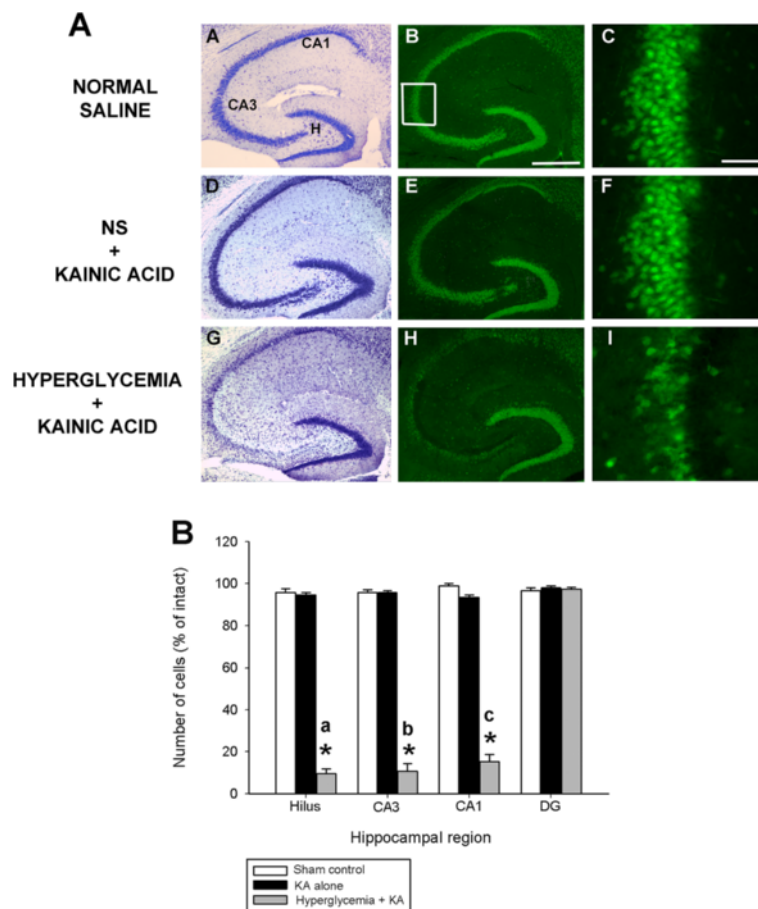 A
A
CA1
CA3
H
B
C
NORMAL
SALINE
D
E
F
NS
+
KAINIC ACID
G
H
I
HYPERGLYCEMIA
+
KAINIC ACID
B
Number of cells (% of intact)
120
100
80
60
40
20
0
a
*
b
*
c
*
Hilus
CA3
CA1
DG
Hippocampal region
Sham control
KA alone
Hyperglycemia + KA